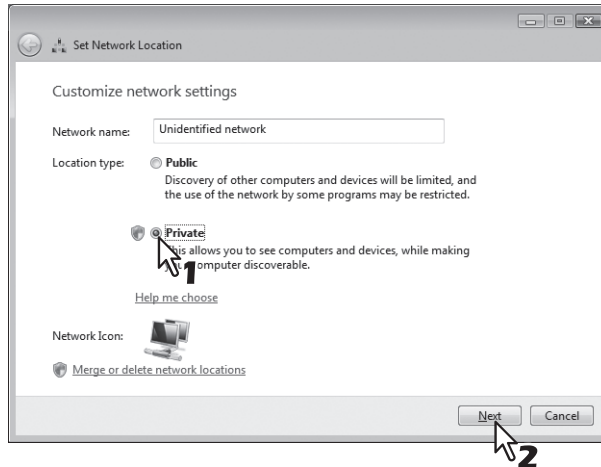 Set Network Location
Customize network settings
Network name: Unidentified network
Location type: Public
Discovery of other computers and devices will be limited, and
the use of the network by some programs may be restricted.
Private
This allows you to see computers and devices, while making
your computer discoverable.
1
Help me choose
Network Icon:
Merge or delete network locations
Next Cancel
2